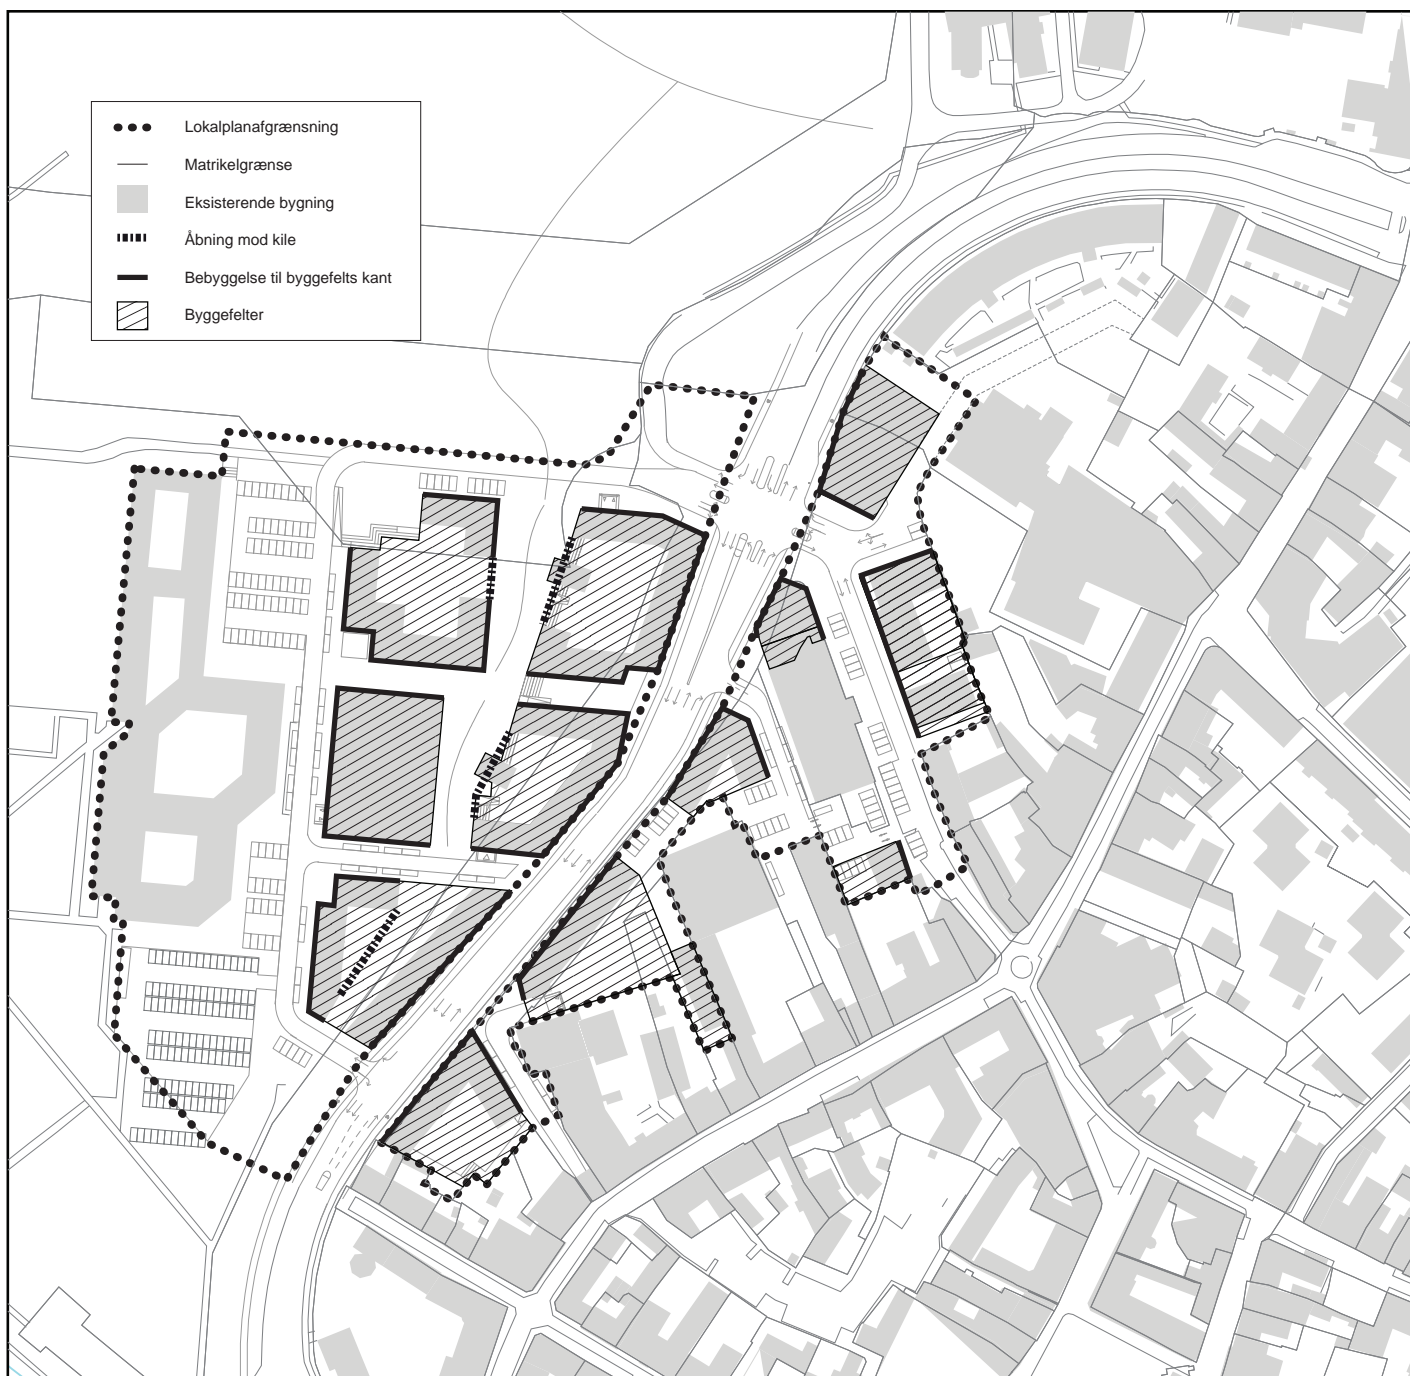 Lokalplanafgrænsning
Matrikelgrænse
Eksisterende bygning
Åbning mod kile
Bebyggelse til byggefelts kant
Byggefelter